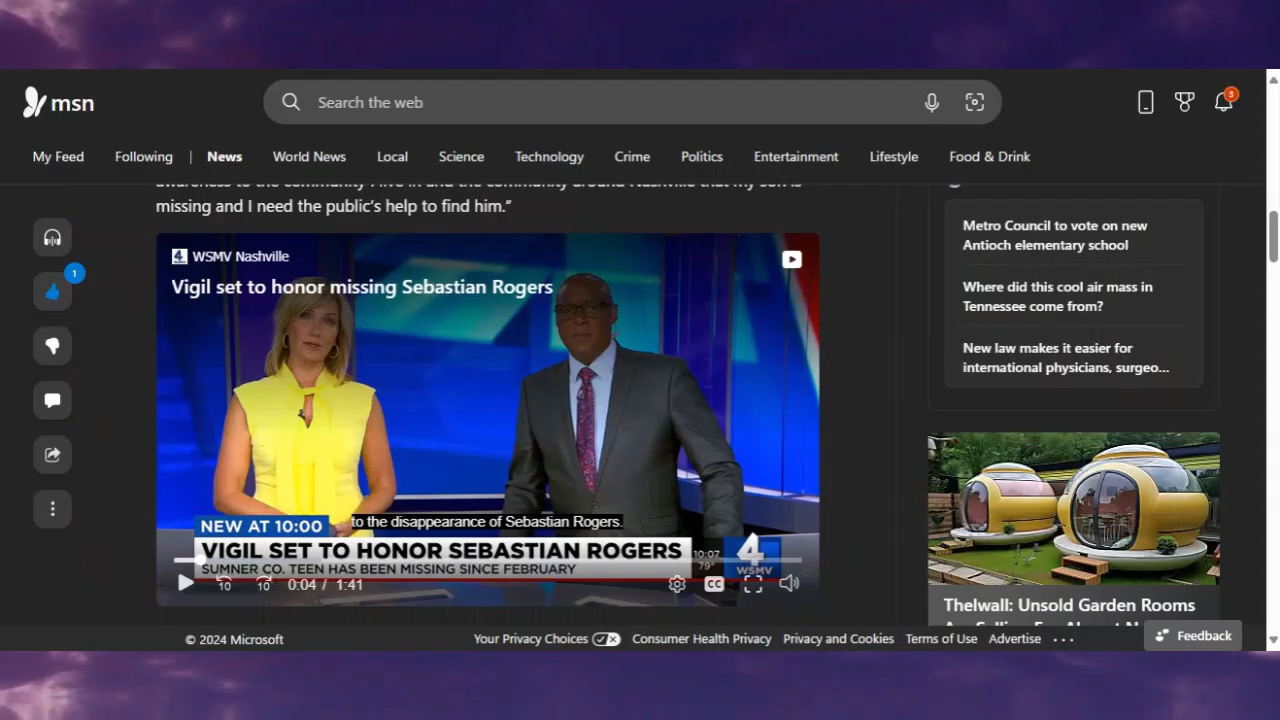 msn
Search the web
3
My Feed
Following
News
World News
Local
Science
Technology
Crime
Politics
Entertainment
Lifestyle
Food & Drink
missing and I need the public's help to find him.”
1
4 WSMV Nashville
Vigil set to honor missing Sebastian Rogers
to the disappearance of Sebastian Rogers.
NEW AT 10:00
VIGIL SET TO HONOR SEBASTIAN ROGERS
SUMNER CO. TEEN HAS BEEN MISSING SINCE FEBRUARY
10:07
79°
4
WSMV
10
10
0:04 / 1:41
CC
Metro Council to vote on new
Antioch elementary school
Where did this cool air mass in
Tennessee come from?
New law makes it easier for
international physicians, surgeo...
Thelwall: Unsold Garden Rooms
© 2024 Microsoft
Your Privacy Choices
Consumer Health Privacy
Privacy and Cookies
Terms of Use
Advertise
...
Feedback